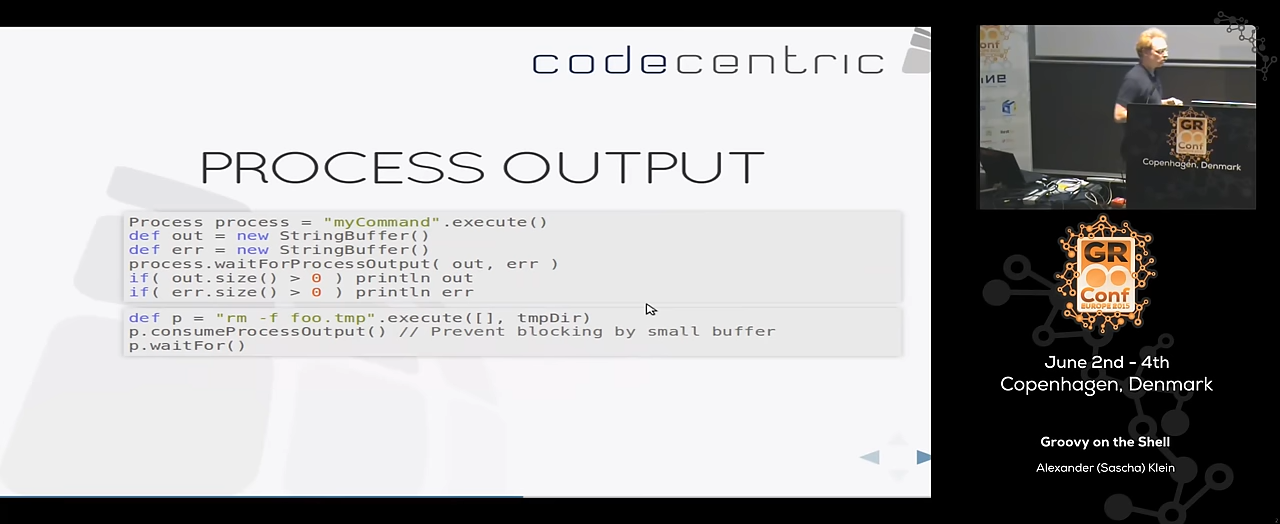 codecentric
PROCESS OUTPUT
Process process = "myCommand".execute()
def out = new StringBuffer()
def err = new StringBuffer()
process.waitForProcessOutput( out, err )
if( out.size() > 0 ) println out
if( err.size() > 0 ) println err
def p = "rm -f foo.tmp".execute([], tmpDir)
p.consumeProcessOutput() // Prevent blocking by small buffer
p.waitFor()
GR
Conf
Copenhagen, Denmark
GR
Conf
EUROPE 2015
June 2nd - 4th
Copenhagen, Denmark
Groovy on the Shell
Alexander (Sascha) Klein